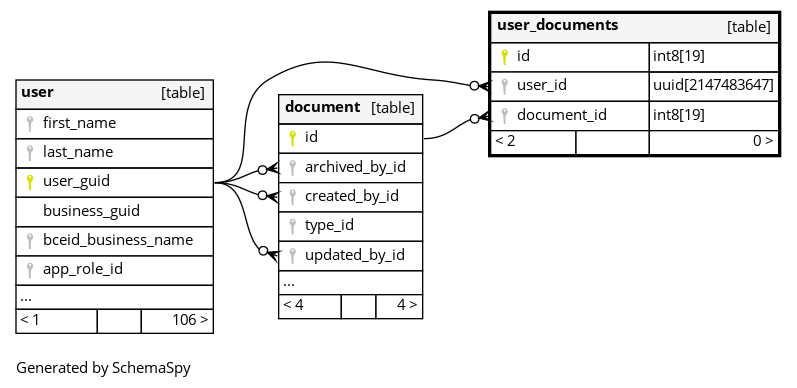 user [table]
first_name
last_name
user_guid
business_guid
bceid_business_name
app_role_id
...
< 1 106 >
document [table]
id
archived_by_id
created_by_id
type_id
updated_by_id
...
< 4 4 >
user_documents [table]
id int8[19]
user_id uuid[2147483647]
document_id int8[19]
< 2 0 >
Generated by SchemaSpy